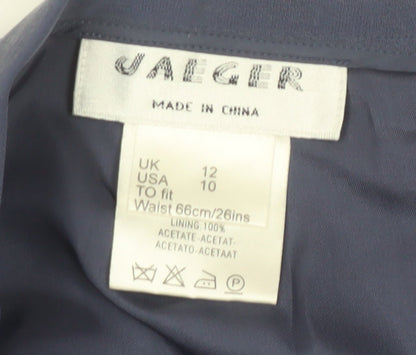 JAEGER
MADE IN CHINA
UK 12
USA 10
TO fit
Waist 66cm/26ins
LINING 100%
ACETATE-ACETAT-
ACETATO-ACETAAT
P